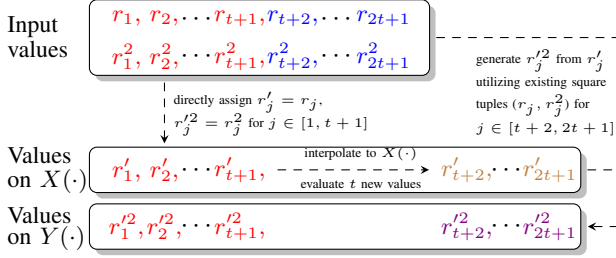 Input values
r₁, r₂, ⋯ rₜ₊₁, rₜ₊₂, ⋯ r₂ₜ₊₁
r₁², r₂², ⋯ rₜ₊₁², rₜ₊₂², ⋯ r₂ₜ₊₁²
directly assign r′ⱼ = rⱼ,
r′ⱼ² = rⱼ² for j ∈ [1, t + 1]
generate r′ⱼ² from r′ⱼ
utilizing existing square
tuples (rⱼ, rⱼ²) for
j ∈ [t + 2, 2t + 1]
Values on X(·)
r′₁, r′₂, ⋯ r′ₜ₊₁,
interpolate to X(·)
evaluate t new values
r′ₜ₊₂, ⋯ r′₂ₜ₊₁
Values on Y(·)
r′₁², r′₂², ⋯ r′ₜ₊₁²,
r′ₜ₊₂², ⋯ r′₂ₜ₊₁²